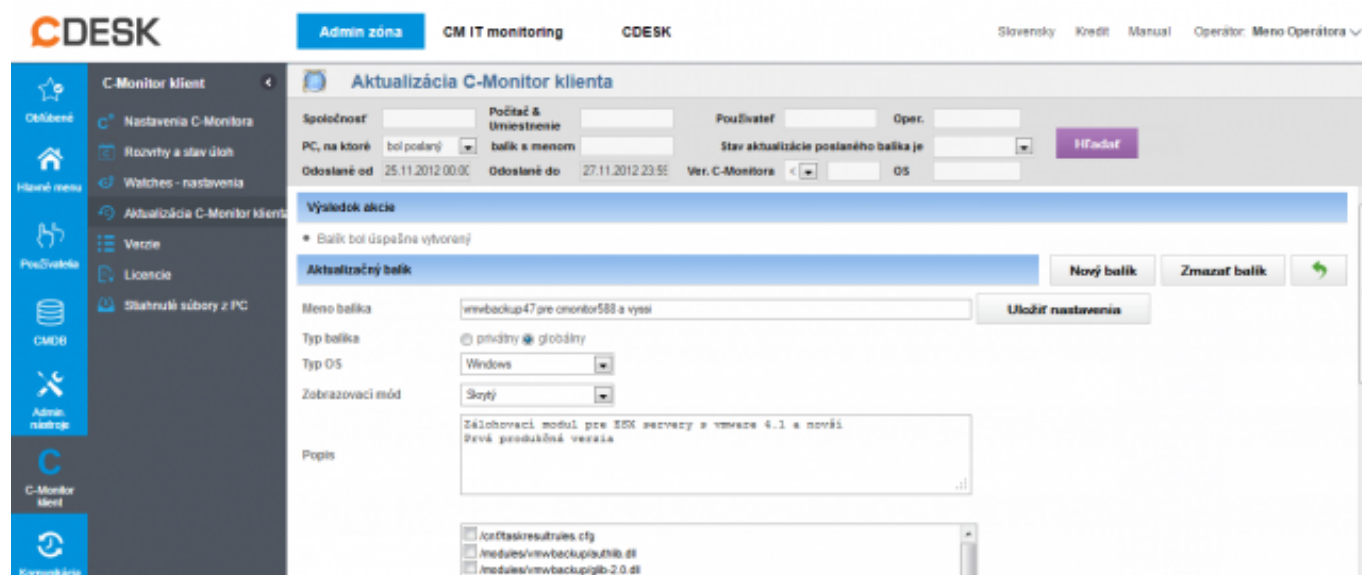 CDESK
Admin zóna CM IT monitoring CDESK Slovensky Kredit Manual Operátor: Meno Operátora
Obľúbené
Hlavné menu
Používatelia
CMDB
Admin. nástroje
C-Monitor klient
Komunikácia
C-Monitor klient
Nastavenia C-Monitora
Rozvrhy a stav úloh
Watches - nastavenia
Aktualizácia C-Monitor klienta
Verzie
Licencie
Stiahnuté súbory z PC
Aktualizácia C-Monitor klienta
Spoločnosť Počítač & Umiestnenie Používateľ Oper.
PC, na ktoré bol poslaný balík s menom Stav aktualizácie poslaného balíka je Hľadať
Odoslané od 25.11.2012 00:00 Odoslané do 27.11.2012 23:59 Ver. C-Monitora < OS
Výsledok akcie
Balík bol úspešne vytvorený
Aktualizačný balík Nový balík Zmazať balík
Meno balíka vmwbackup47 pre cmonitor588 a vyssi Uložiť nastavenia
Typ balíka privátny globálny
Typ OS Windows
Zobrazovací mód Skrytý
Popis
Zálohovací modul pre ESX servery s vmware 4.1 a novší
Prvá produkčná verzia
/cnf/taskresultrules.cfg
/modules/vmwbackup/authlib.dll
/modules/vmwbackup/glib-2.0.dll